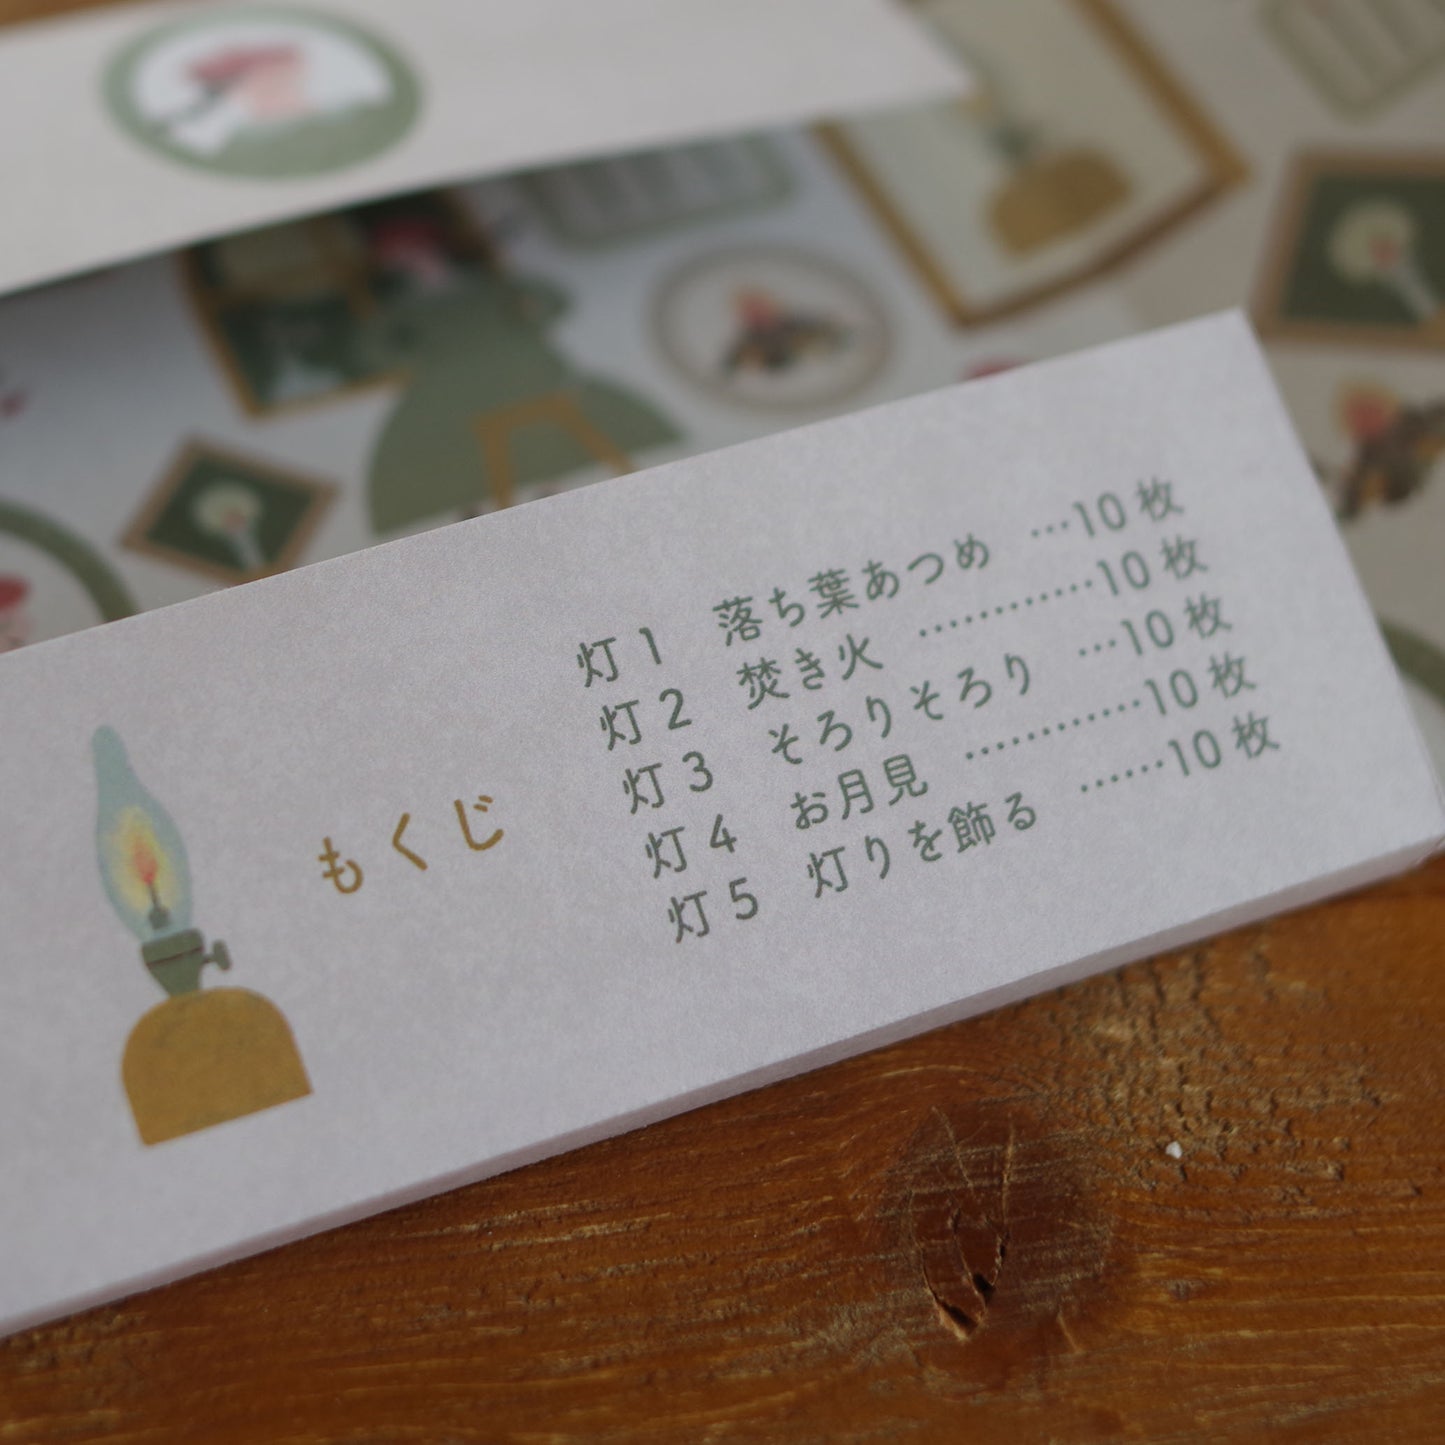 もくじ
灯1 落ち葉あつめ …10枚
灯2 焚き火 …………10枚
灯3 そろりそろり …10枚
灯4 お月見 …………10枚
灯5 灯りを飾る ……10枚